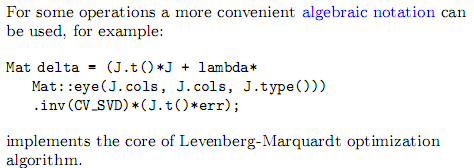 For some operations a more convenient algebraic notation can
be used, for example:
Mat delta = (J.t()*J + lambda*
Mat::eye(J.cols, J.cols, J.type()))
.inv(CV_SVD)*(J.t()*err);
implements the core of Levenberg-Marquardt optimization
algorithm.